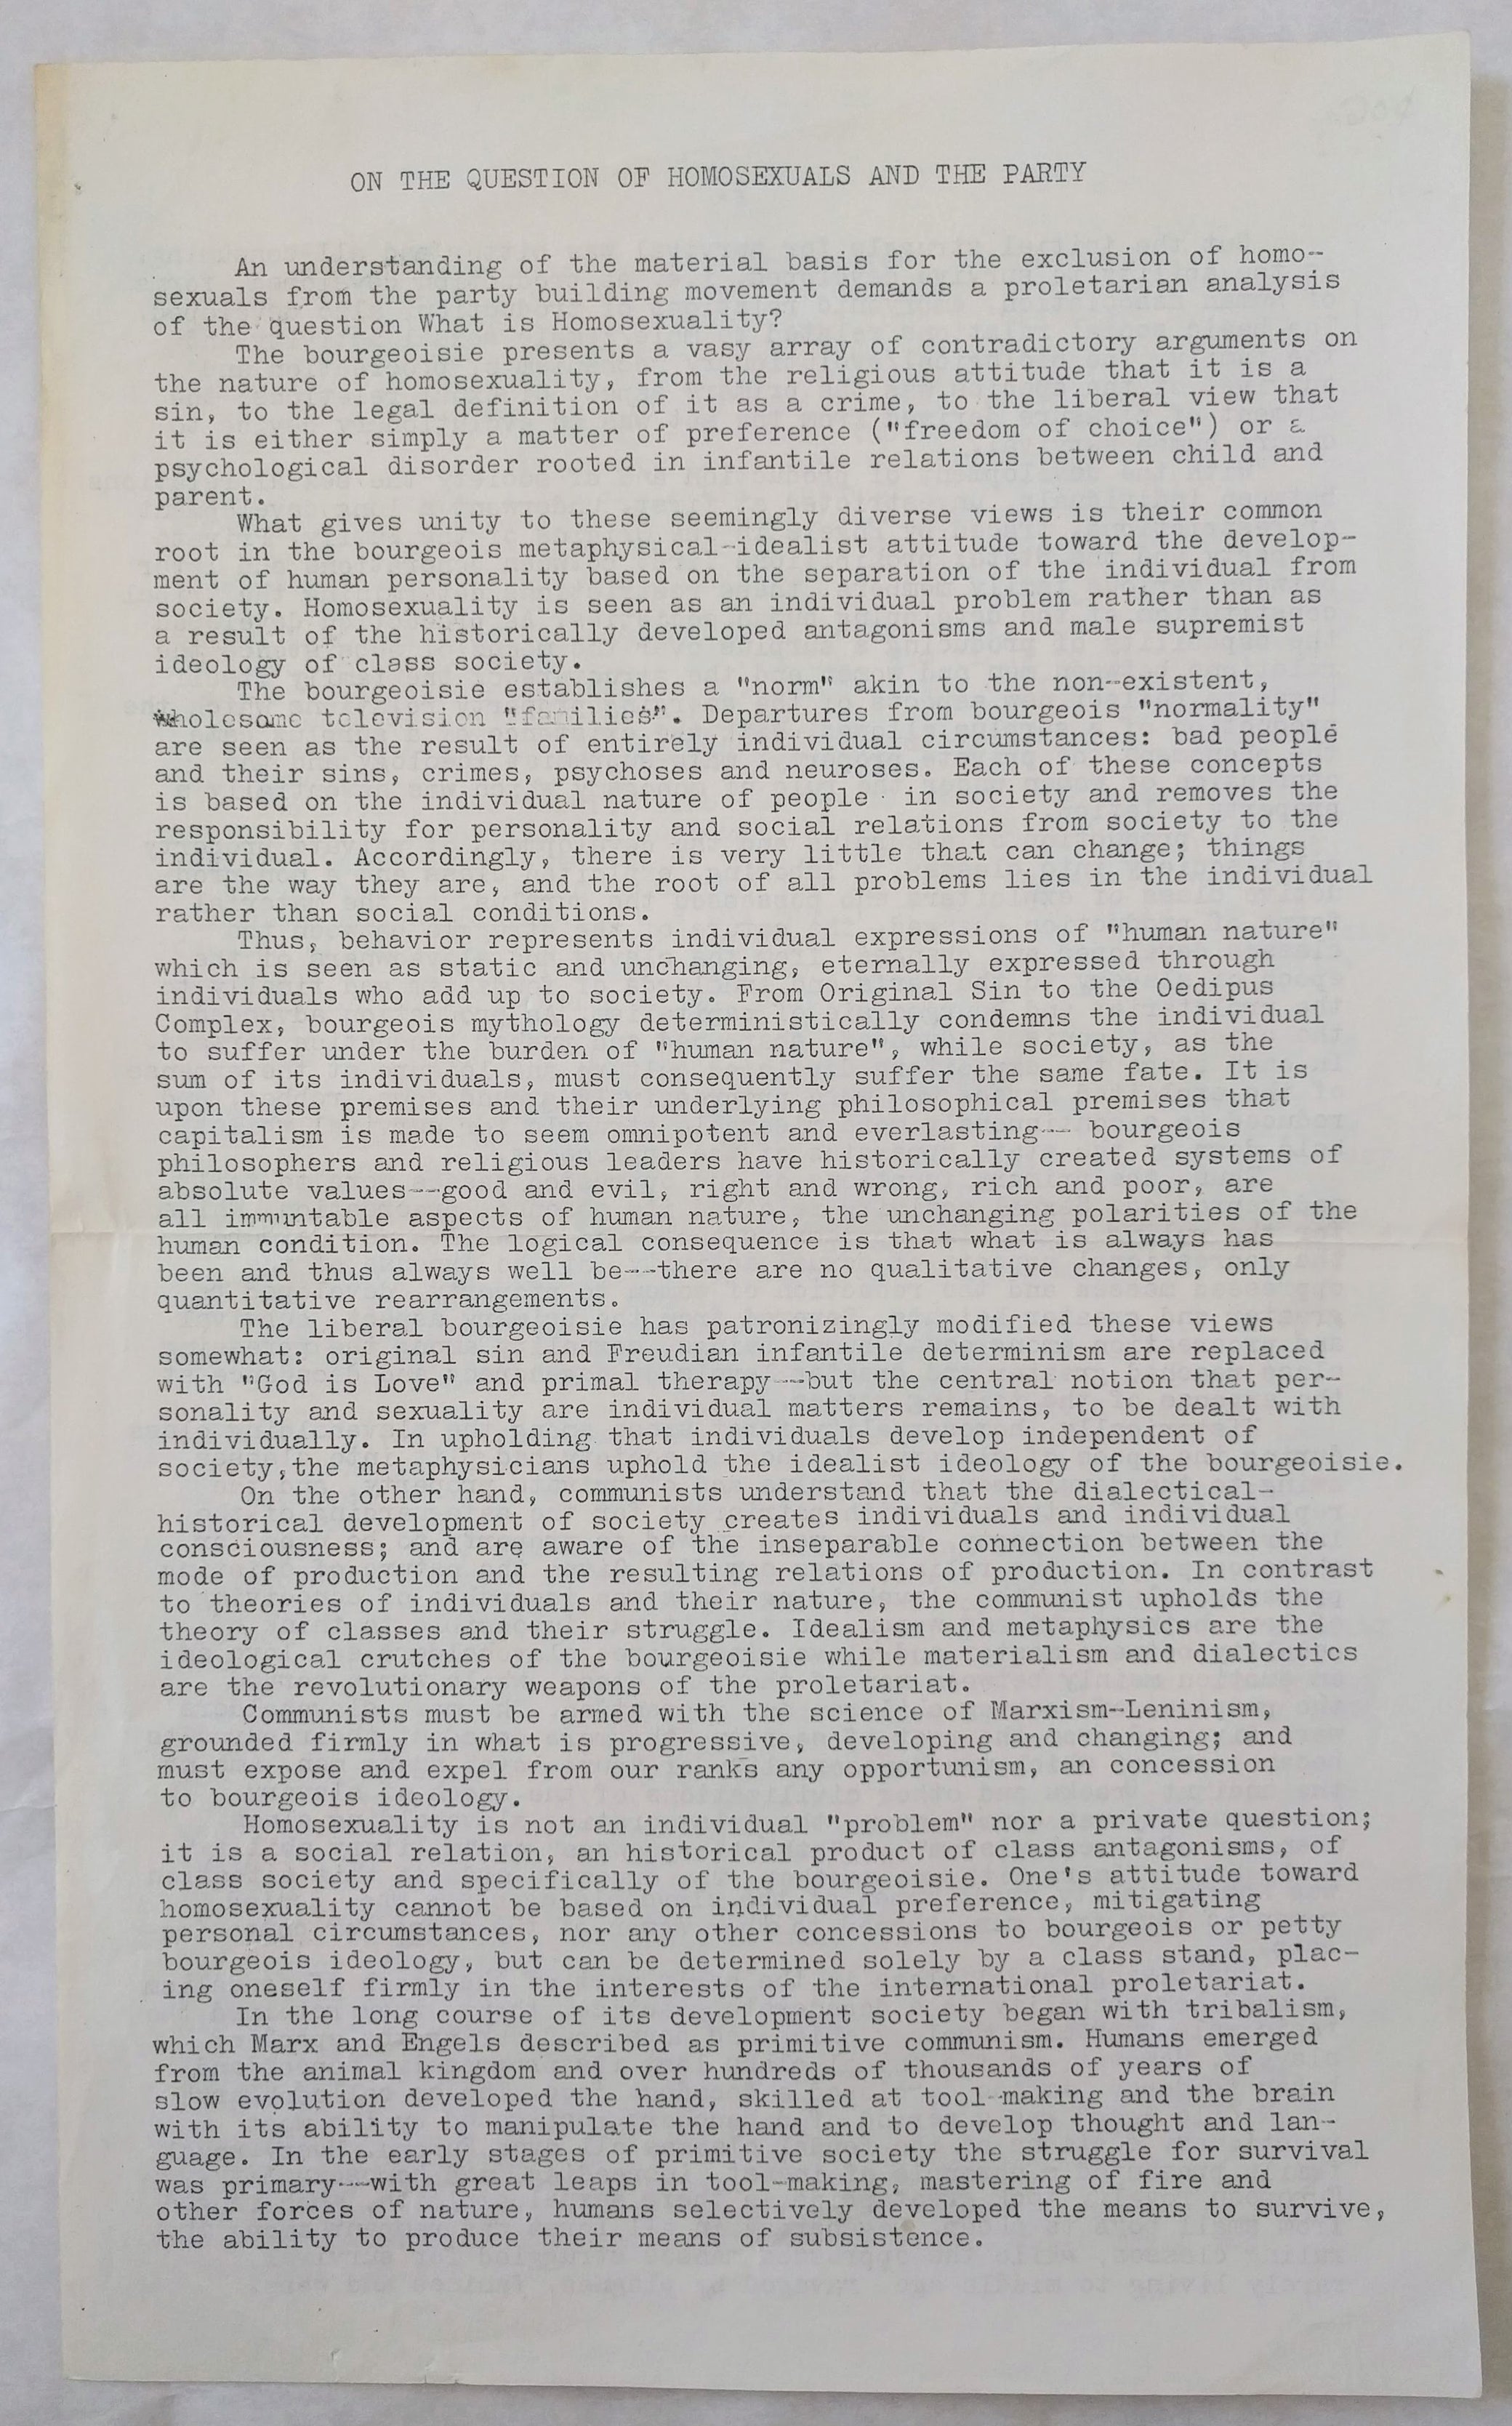 ON THE QUESTION OF HOMOSEXUALS AND THE PARTY
An understanding of the material basis for the exclusion of homo-
sexuals from the party building movement demands a proletarian analysis
of the question What is Homosexuality?
The bourgeoisie presents a vasy array of contradictory arguments on
the nature of homosexuality, from the religious attitude that it is a
sin, to the legal definition of it as a crime, to the liberal view that
it is either simply a matter of preference ("freedom of choice") or a
psychological disorder rooted in infantile relations between child and
parent.
What gives unity to these seemingly diverse views is their common
root in the bourgeois metaphysical-idealist attitude toward the develop-
ment of human personality based on the separation of the individual from
society. Homosexuality is seen as an individual problem rather than as
a result of the historically developed antagonisms and male supremist
ideology of class society.
The bourgeoisie establishes a "norm" akin to the non-existent,
wholesome television "families". Departures from bourgeois "normality"
are seen as the result of entirely individual circumstances: bad people
and their sins, crimes, psychoses and neuroses. Each of these concepts
is based on the individual nature of people in society and removes the
responsibility for personality and social relations from society to the
individual. Accordingly, there is very little that can change; things
are the way they are, and the root of all problems lies in the individual
rather than social conditions.
Thus, behavior represents individual expressions of "human nature"
which is seen as static and unchanging, eternally expressed through
individuals who add up to society. From Original Sin to the Oedipus
Complex, bourgeois mythology deterministically condemns the individual
to suffer under the burden of "human nature", while society, as the
sum of its individuals, must consequently suffer the same fate. It is
upon these premises and their underlying philosophical premises that
capitalism is made to seem omnipotent and everlasting-- bourgeois
philosophers and religious leaders have historically created systems of
absolute values--good and evil, right and wrong, rich and poor, are
all immuntable aspects of human nature, the unchanging polarities of the
human condition. The logical consequence is that what is always has
been and thus always well be--there are no qualitative changes, only
quantitative rearrangements.
The liberal bourgeoisie has patronizingly modified these views
somewhat: original sin and Freudian infantile determinism are replaced
with "God is Love" and primal therapy--but the central notion that per-
sonality and sexuality are individual matters remains, to be dealt with
individually. In upholding that individuals develop independent of
society,the metaphysicians uphold the idealist ideology of the bourgeoisie.
On the other hand, communists understand that the dialectical-
historical development of society creates individuals and individual
consciousness; and are aware of the inseparable connection between the
mode of production and the resulting relations of production. In contrast
to theories of individuals and their nature, the communist upholds the
theory of classes and their struggle. Idealism and metaphysics are the
ideological crutches of the bourgeoisie while materialism and dialectics
are the revolutionary weapons of the proletariat.
Communists must be armed with the science of Marxism-Leninism,
grounded firmly in what is progressive, developing and changing; and
must expose and expel from our ranks any opportunism, an concession
to bourgeois ideology.
Homosexuality is not an individual "problem" nor a private question;
it is a social relation, an historical product of class antagonisms, of
class society and specifically of the bourgeoisie. One's attitude toward
homosexuality cannot be based on individual preference, mitigating
personal circumstances, nor any other concessions to bourgeois or petty
bourgeois ideology, but can be determined solely by a class stand, plac-
ing oneself firmly in the interests of the international proletariat.
In the long course of its development society began with tribalism,
which Marx and Engels described as primitive communism. Humans emerged
from the animal kingdom and over hundreds of thousands of years of
slow evolution developed the hand, skilled at tool-making and the brain
with its ability to manipulate the hand and to develop thought and lan-
guage. In the early stages of primitive society the struggle for survival
was primary--with great leaps in tool-making, mastering of fire and
other forces of nature, humans selectively developed the means to survive,
the ability to produce their means of subsistence.